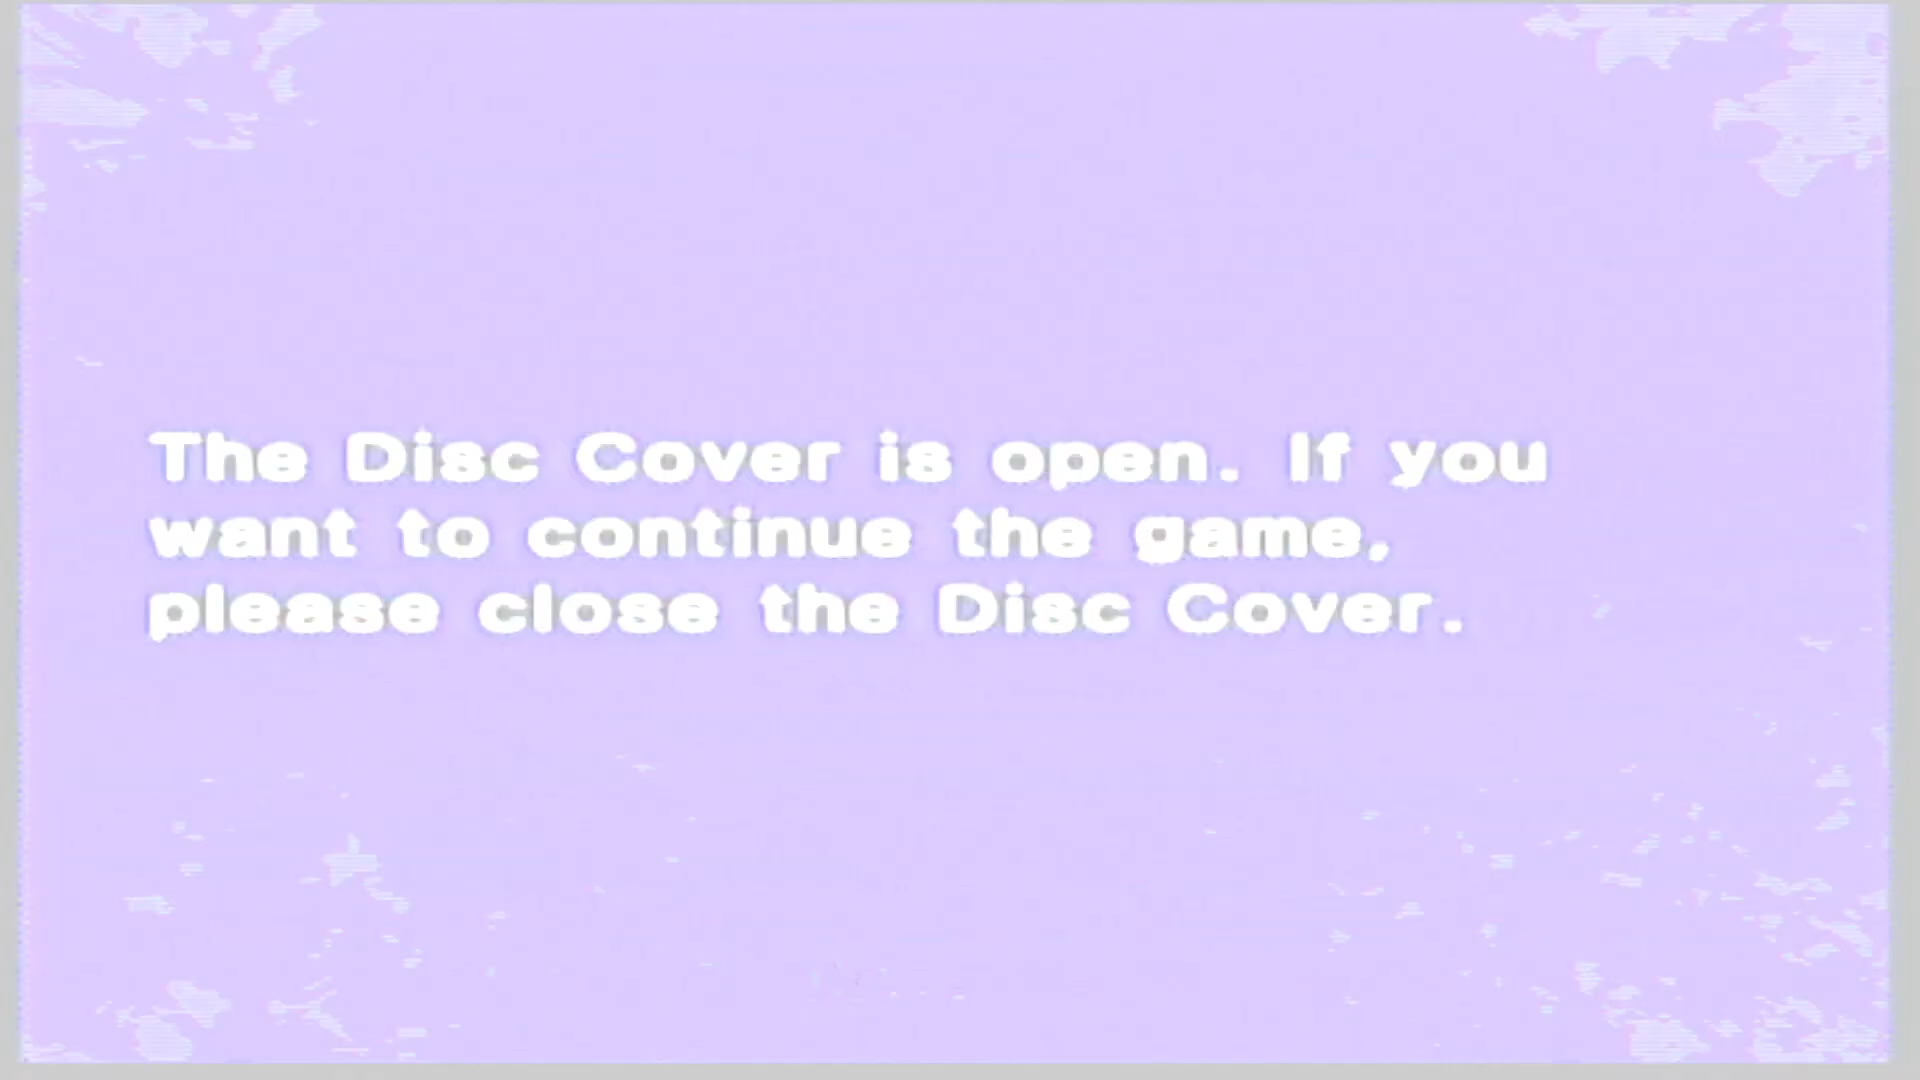 The Disc Cover is open. If you
want to continue the game,
please close the Disc Cover.